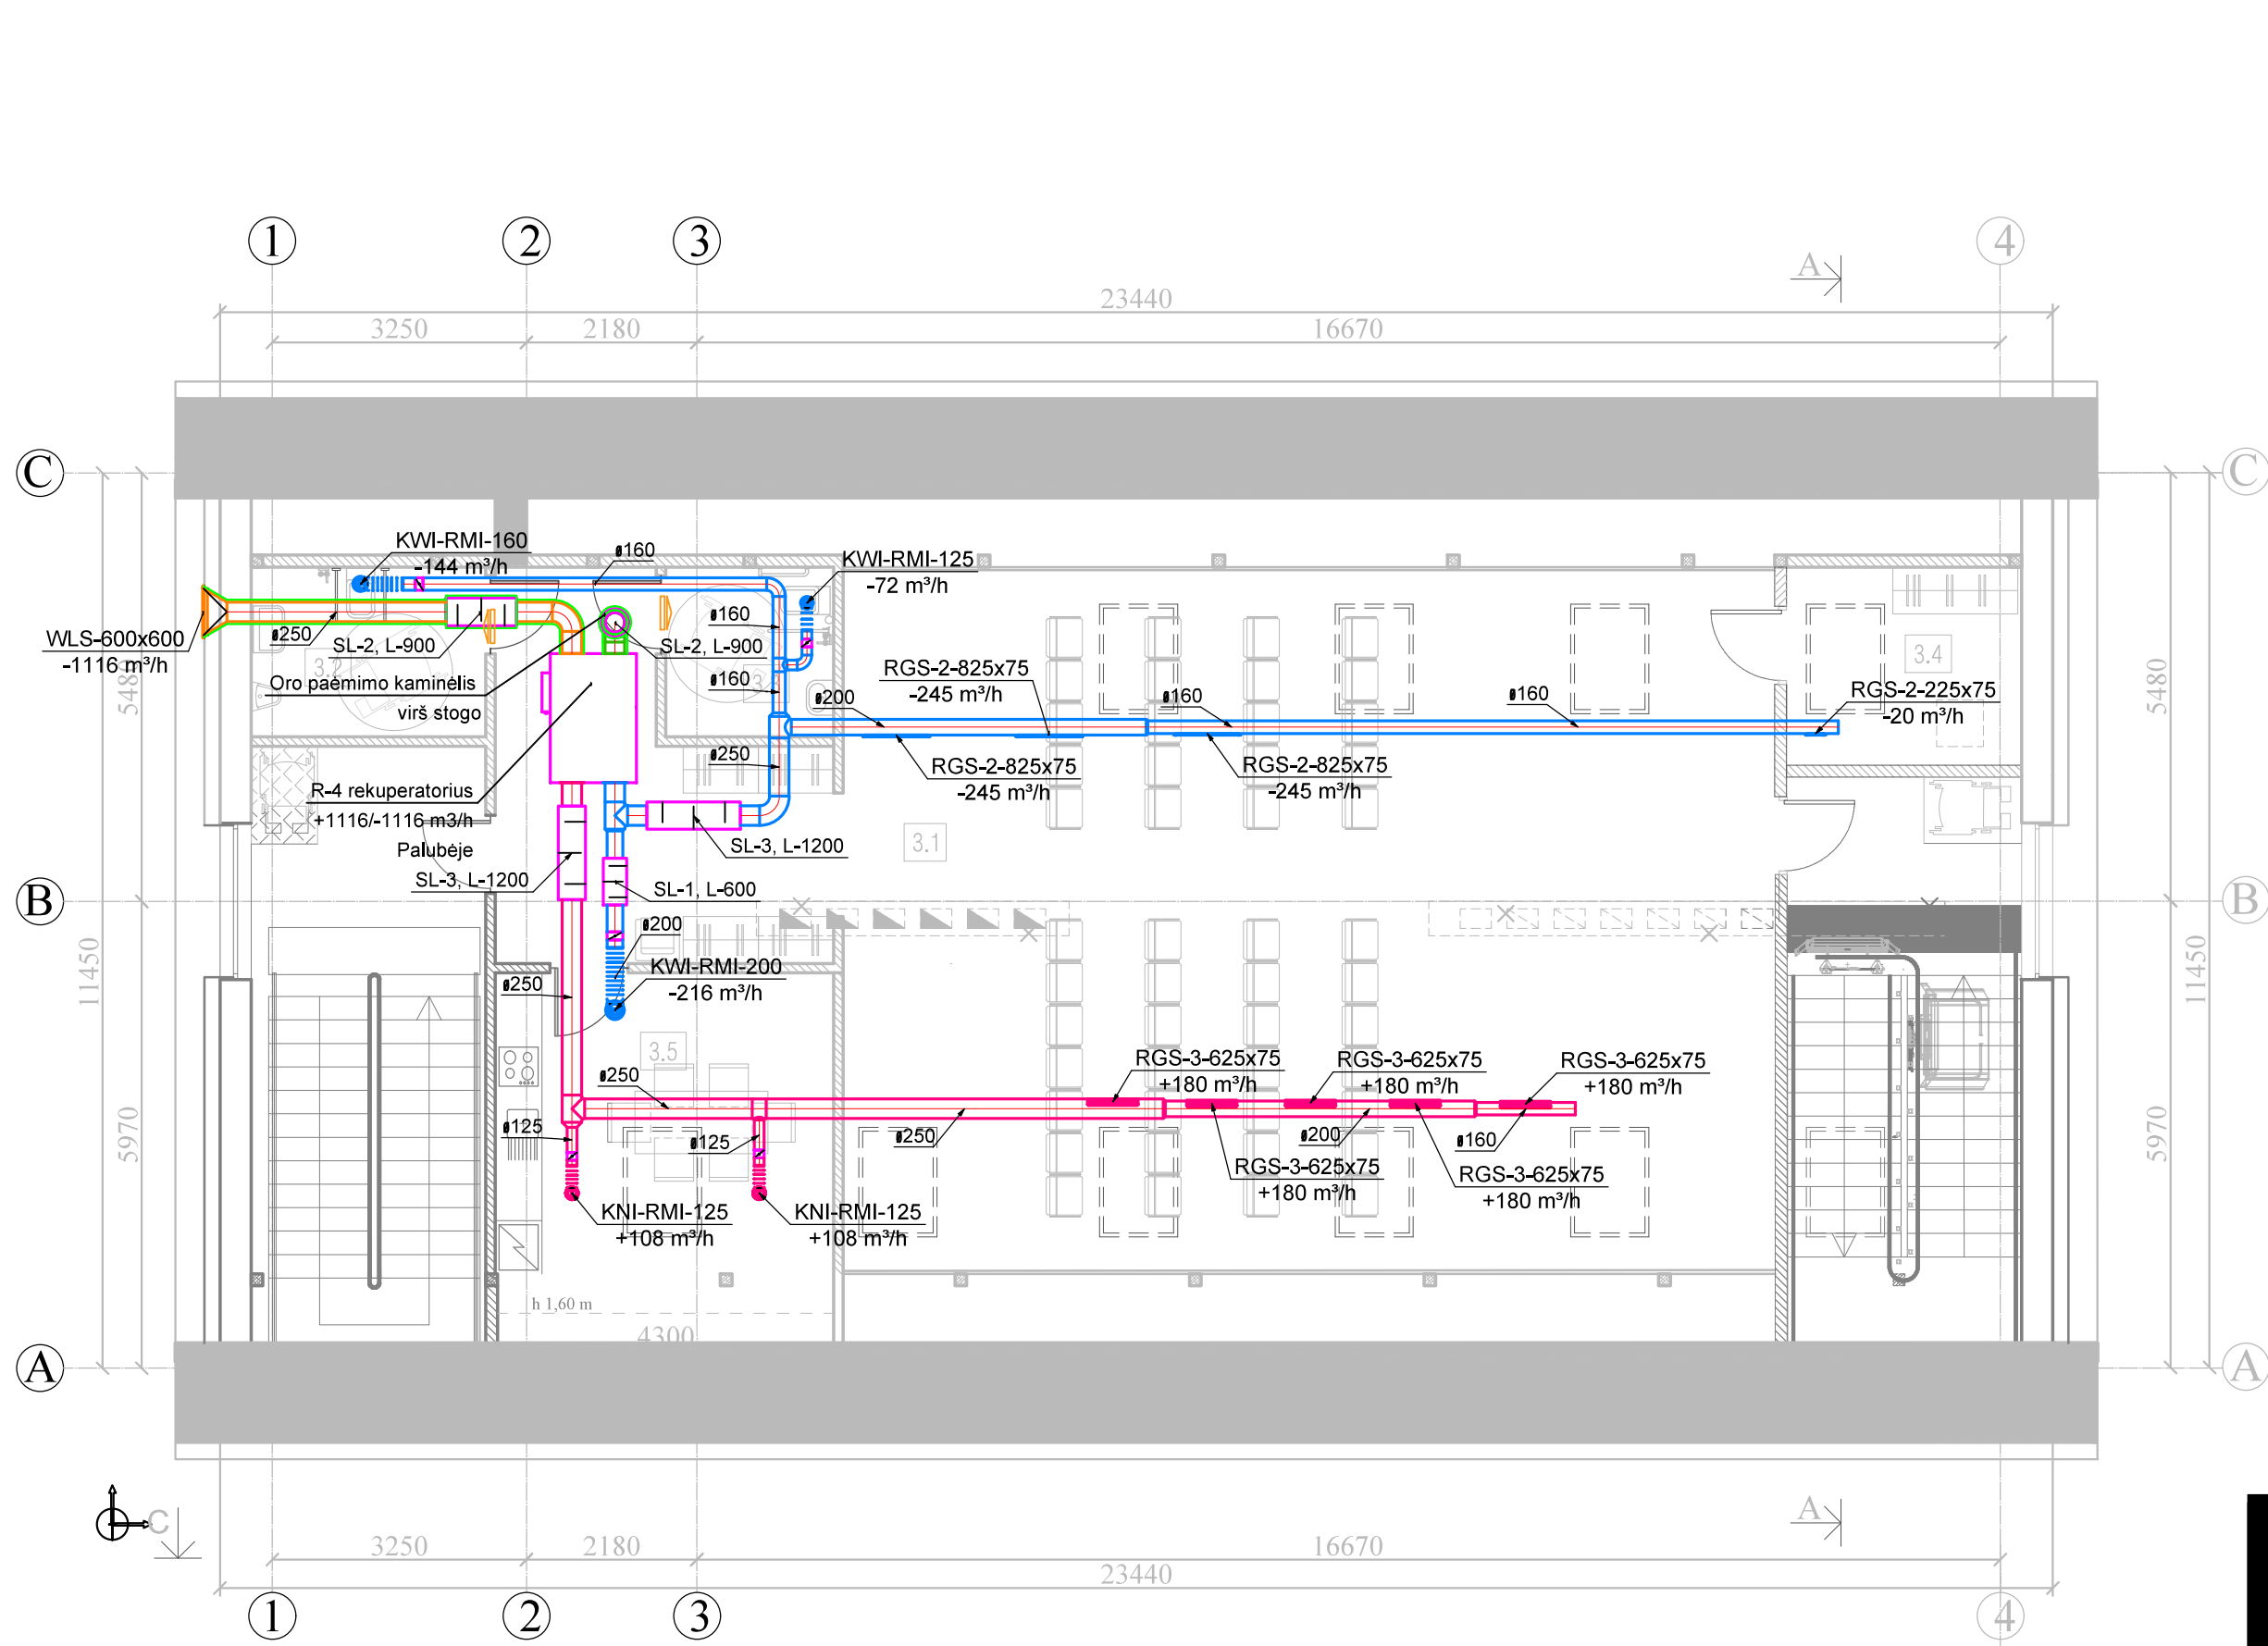 1
2
3
4
A
23440
3250
2180
16670
C
C
KWI-RMI-160
-144 m³/h
ø160
KWI-RMI-125
-72 m³/h
WLS-600x600
-1116 m³/h
ø250
SL-2, L-900
SL-2, L-900
ø160
3.2
3.4
Oro paėmimo kaminėlis
virš stogo
ø160
RGS-2-825x75
-245 m³/h
ø200
ø160
ø160
RGS-2-225x75
-20 m³/h
5480
5480
ø250
RGS-2-825x75
-245 m³/h
RGS-2-825x75
-245 m³/h
R-4 rekuperatorius
+1116/-1116 m3/h
Palubėje
SL-3, L-1200
SL-3, L-1200
3.1
SL-1, L-600
B
B
ø200
KWI-RMI-200
-216 m³/h
ø250
11450
11450
3.5
ø250
RGS-3-625x75
+180 m³/h
RGS-3-625x75
+180 m³/h
RGS-3-625x75
+180 m³/h
ø125
ø125
ø250
ø200
ø160
RGS-3-625x75
+180 m³/h
RGS-3-625x75
+180 m³/h
5970
5970
KNI-RMI-125
+108 m³/h
KNI-RMI-125
+108 m³/h
h 1,60 m
4300
A
A
C
A
3250
2180
16670
23440
1
2
3
4